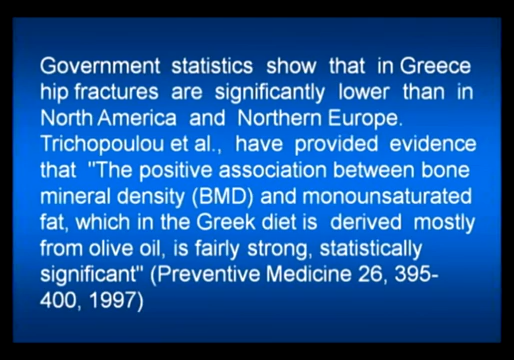 Government statistics show that in Greece
hip fractures are significantly lower than in
North America and Northern Europe.
Trichopoulou et al., have provided evidence
that "The positive association between bone
mineral density (BMD) and monounsaturated
fat, which in the Greek diet is derived mostly
from olive oil, is fairly strong, statistically
significant" (Preventive Medicine 26, 395-
400, 1997)